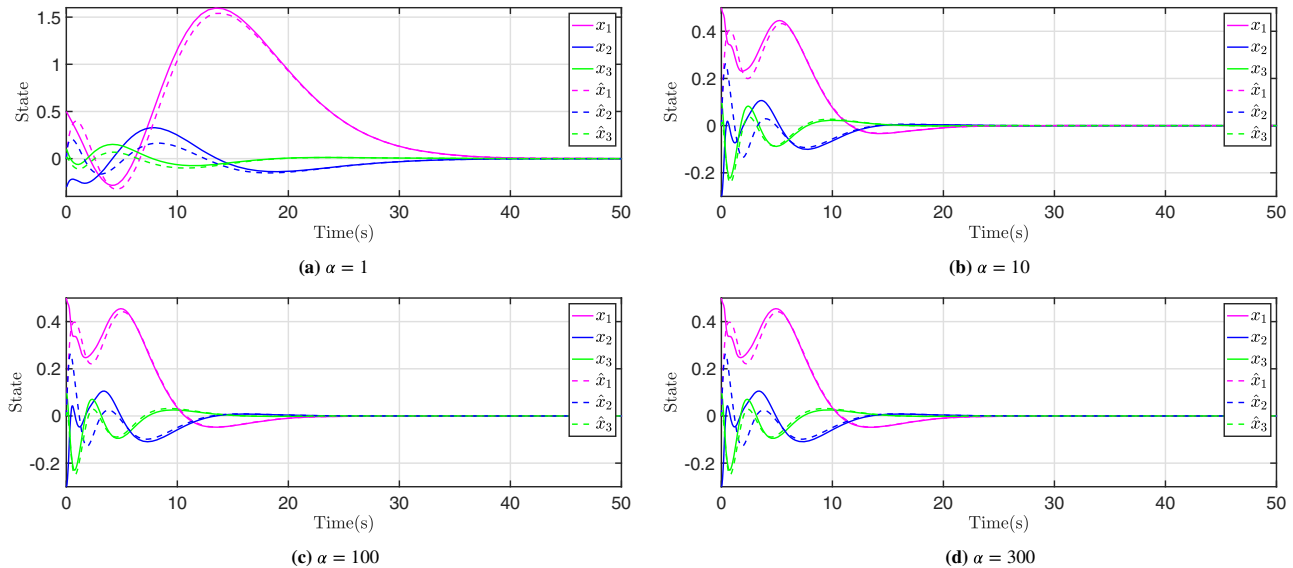 1.5
1
0.5
0
State
0 10 20 30 40 50
Time(s)
x₁
x₂
x₃
x̂₁
x̂₂
x̂₃
(a) α = 1
0.4
0.2
0
-0.2
State
0 10 20 30 40 50
Time(s)
x₁
x₂
x₃
x̂₁
x̂₂
x̂₃
(b) α = 10
0.4
0.2
0
-0.2
State
0 10 20 30 40 50
Time(s)
x₁
x₂
x₃
x̂₁
x̂₂
x̂₃
(c) α = 100
0.4
0.2
0
-0.2
State
0 10 20 30 40 50
Time(s)
x₁
x₂
x₃
x̂₁
x̂₂
x̂₃
(d) α = 300